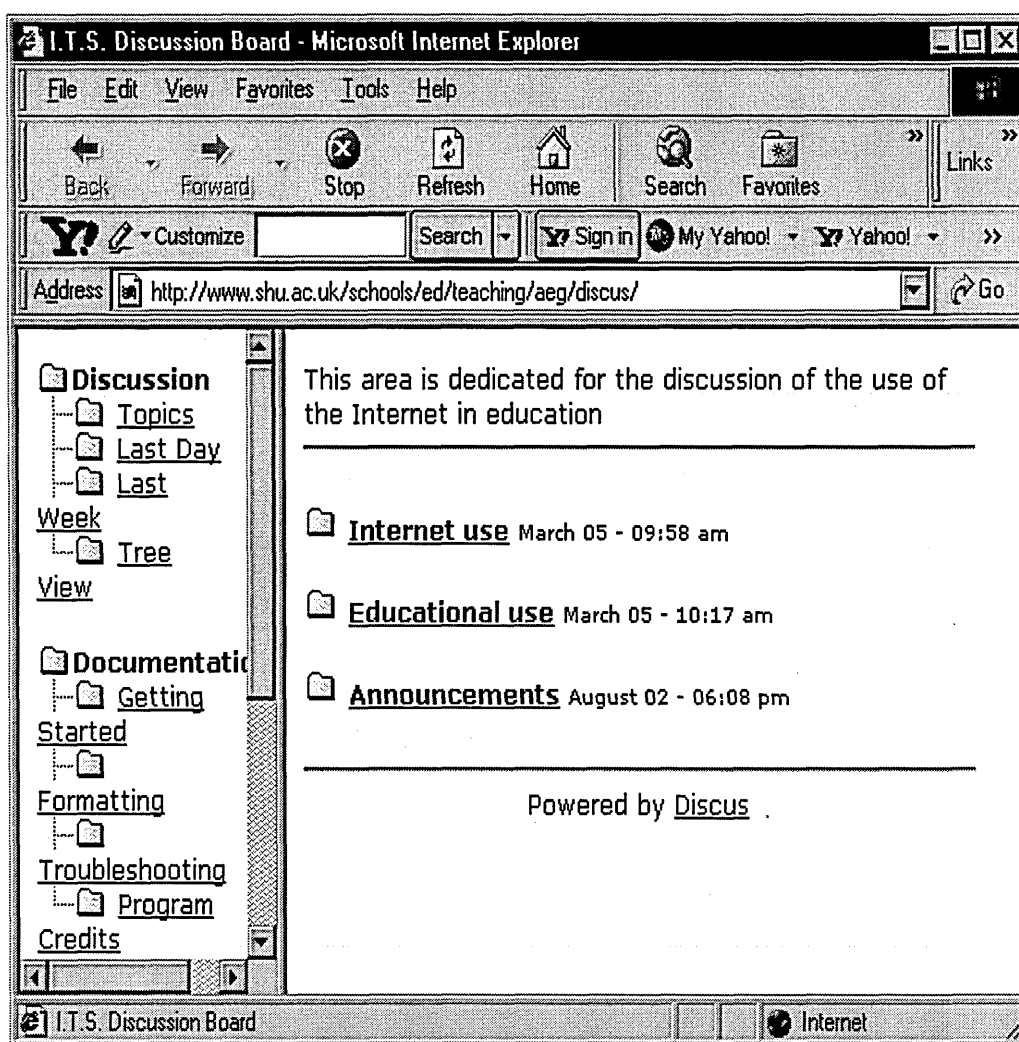 I.T.S. Discussion Board - Microsoft Internet Explorer
File Edit View Favorites Tools Help
Back Forward Stop Refresh Home Search Favorites » Links »
Y! Customize Search Y! Sign in My Yahoo! Y! Yahoo! »
Address http://www.shu.ac.uk/schools/ed/teaching/aeg/discus/ Go
Discussion
Topics
Last Day
Last
Week
Tree
View
Documentatio
Getting
Started
Formatting
Troubleshooting
Program
Credits
This area is dedicated for the discussion of the use of
the Internet in education
Internet use March 05 - 09:58 am
Educational use March 05 - 10:17 am
Announcements August 02 - 06:08 pm
Powered by Discus .
I.T.S. Discussion Board Internet